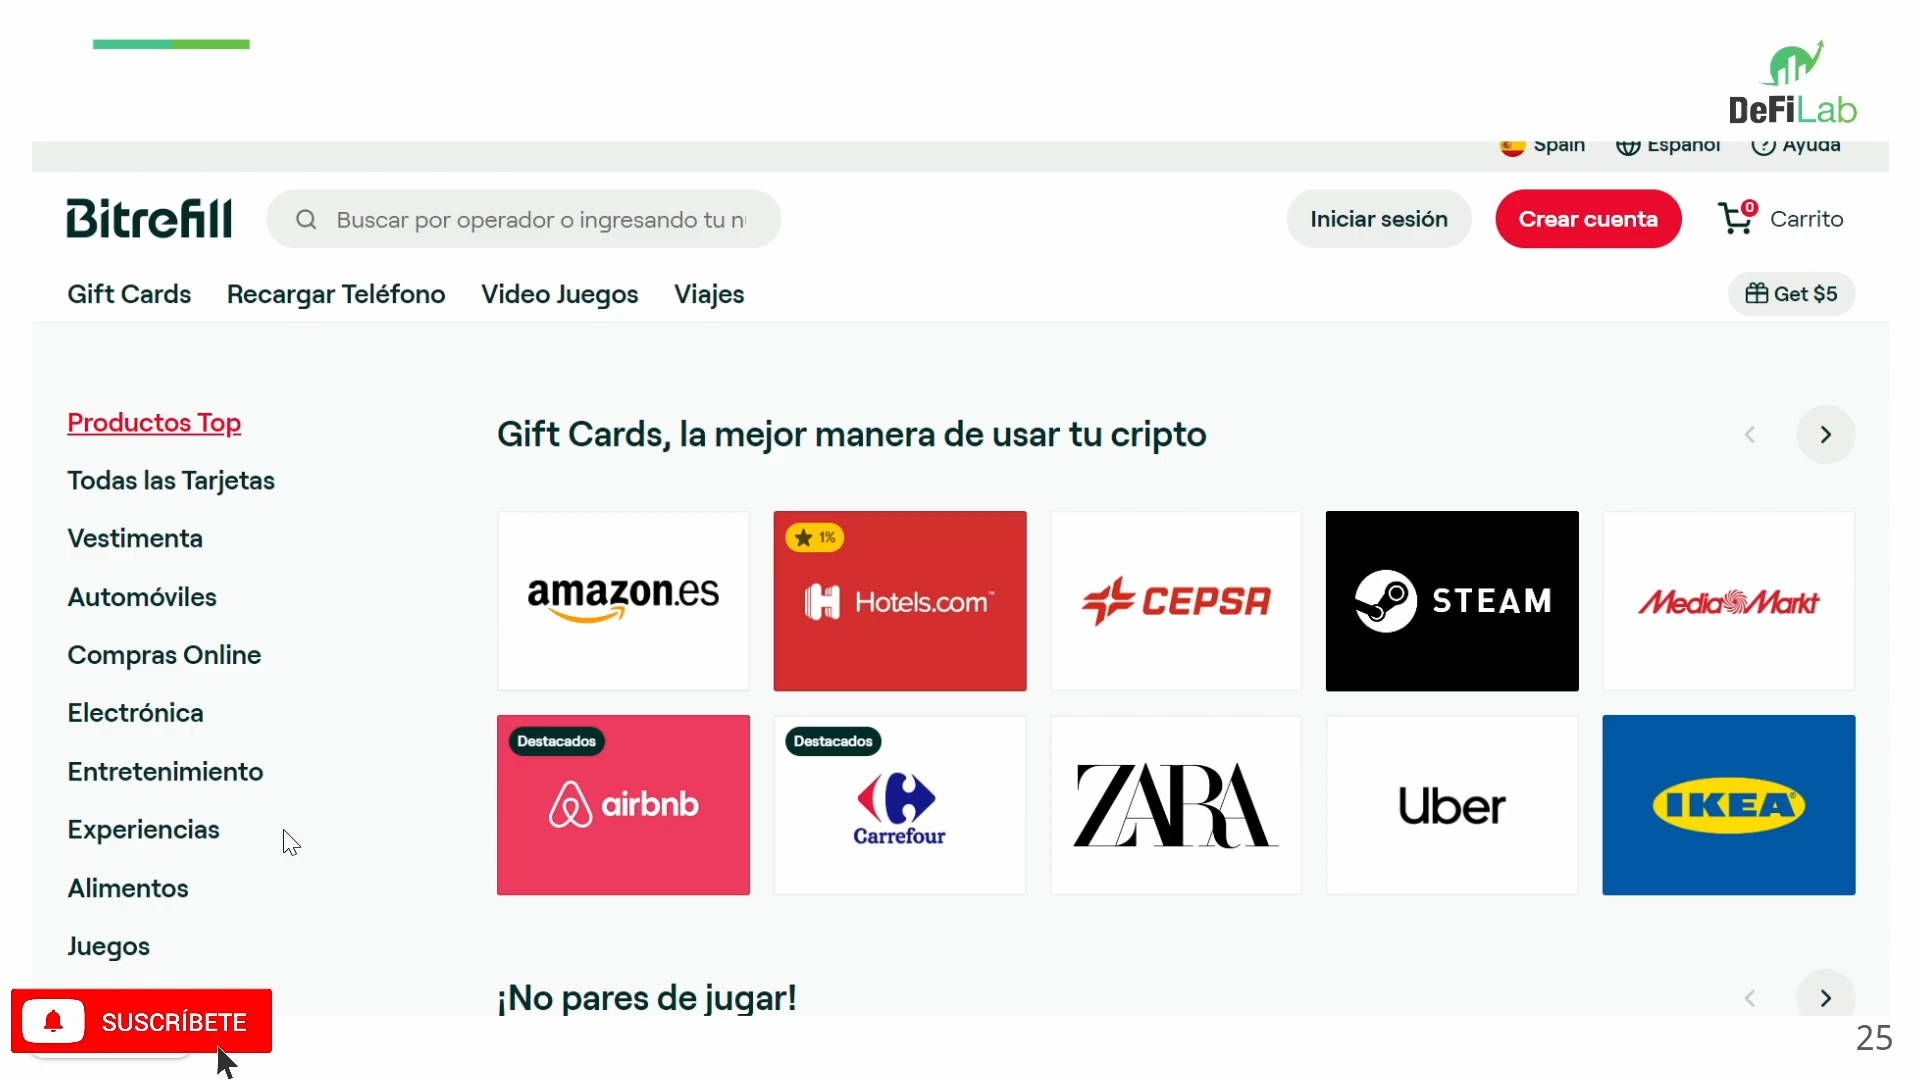 DeFiLab
Spain Español Ayuda
Bitrefill
Buscar por operador o ingresando tu n
Iniciar sesión
Crear cuenta
0
Carrito
Gift Cards
Recargar Teléfono
Video Juegos
Viajes
Get $5
Productos Top
Todas las Tarjetas
Vestimenta
Automóviles
Compras Online
Electrónica
Entretenimiento
Experiencias
Alimentos
Juegos
Gift Cards, la mejor manera de usar tu cripto
amazon.es
1%
Hotels.com™
CEPSA
STEAM
MediaMarkt
Destacados
airbnb
Destacados
Carrefour
ZARA
Uber
IKEA®
¡No pares de jugar!
SUSCRÍBETE
25